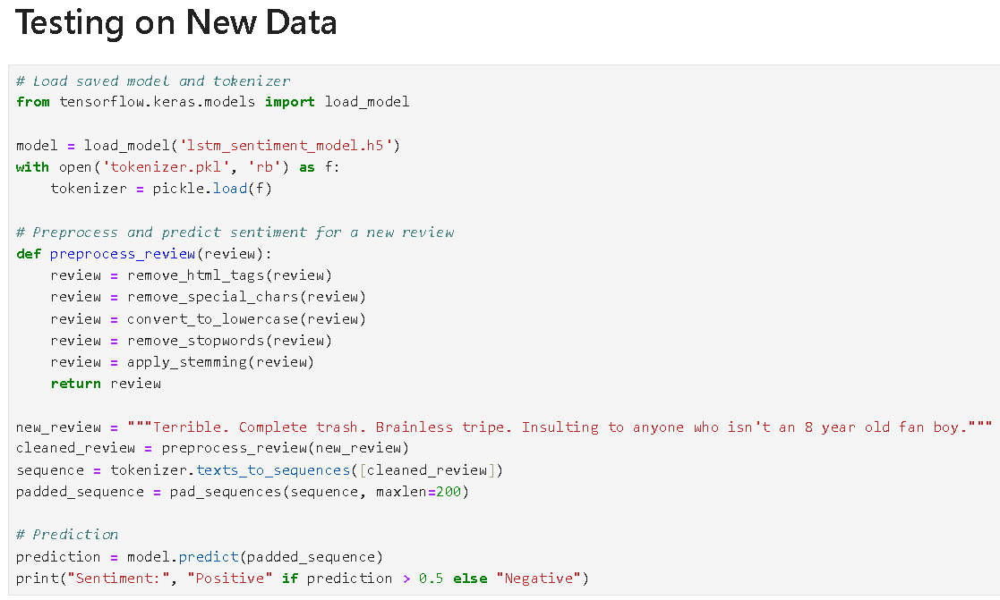 Testing on New Data
# Load saved model and tokenizer
from tensorflow.keras.models import load_model
model = load_model('lstm_sentiment_model.h5')
with open('tokenizer.pkl', 'rb') as f:
    tokenizer = pickle.load(f)
# Preprocess and predict sentiment for a new review
def preprocess_review(review):
    review = remove_html_tags(review)
    review = remove_special_chars(review)
    review = convert_to_lowercase(review)
    review = remove_stopwords(review)
    review = apply_stemming(review)
    return review
new_review = """Terrible. Complete trash. Brainless tripe. Insulting to anyone who isn't an 8 year old fan boy."""
cleaned_review = preprocess_review(new_review)
sequence = tokenizer.texts_to_sequences([cleaned_review])
padded_sequence = pad_sequences(sequence, maxlen=200)
# Prediction
prediction = model.predict(padded_sequence)
print("Sentiment:", "Positive" if prediction > 0.5 else "Negative")